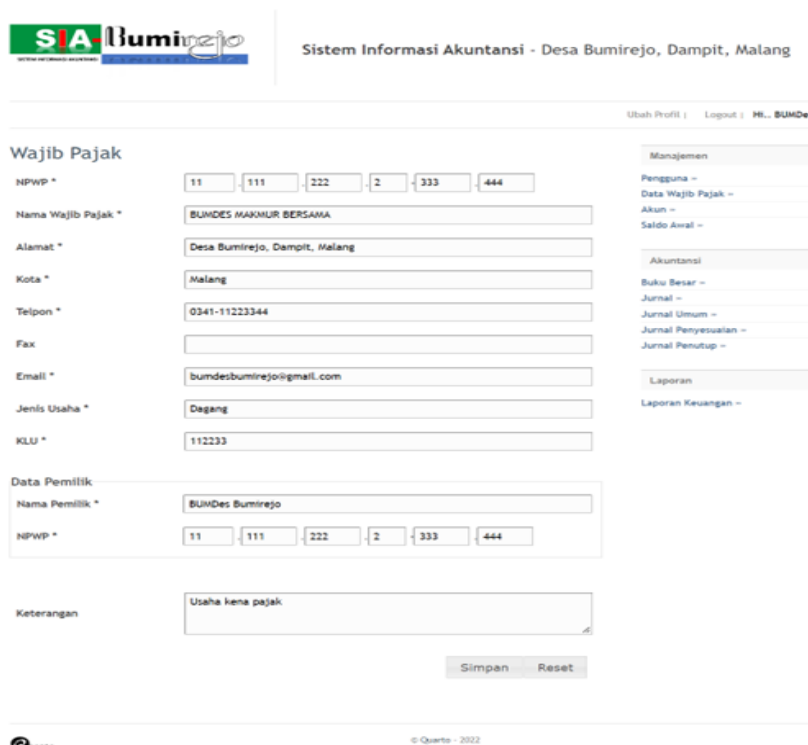 SIA-Bumirejo
SISTEM INFORMASI AKUNTANSI
Sistem Informasi Akuntansi - Desa Bumirejo, Dampit, Malang
Ubah Profil | Logout | Hi.. BUMDe
Wajib Pajak
NPWP * 11 . 111 . 222 . 2 - 333 . 444
Nama Wajib Pajak * BUMDES MAKMUR BERSAMA
Alamat * Desa Bumirejo, Dampit, Malang
Kota * Malang
Telpon * 0341-11223344
Fax
Email * bumdesbumirejo@gmail.com
Jenis Usaha * Dagang
KLU * 112233
Data Pemilik
Nama Pemilik * BUMDes Bumirejo
NPWP * 11 . 111 . 222 . 2 - 333 . 444
Keterangan Usaha kena pajak
Simpan Reset
Manajemen
Pengguna ~
Data Wajib Pajak ~
Akun ~
Saldo Awal ~
Akuntansi
Buku Besar ~
Jurnal ~
Jurnal Umum ~
Jurnal Penyesuaian ~
Jurnal Penutup ~
Laporan
Laporan Keuangan ~
© Quarto - 2022